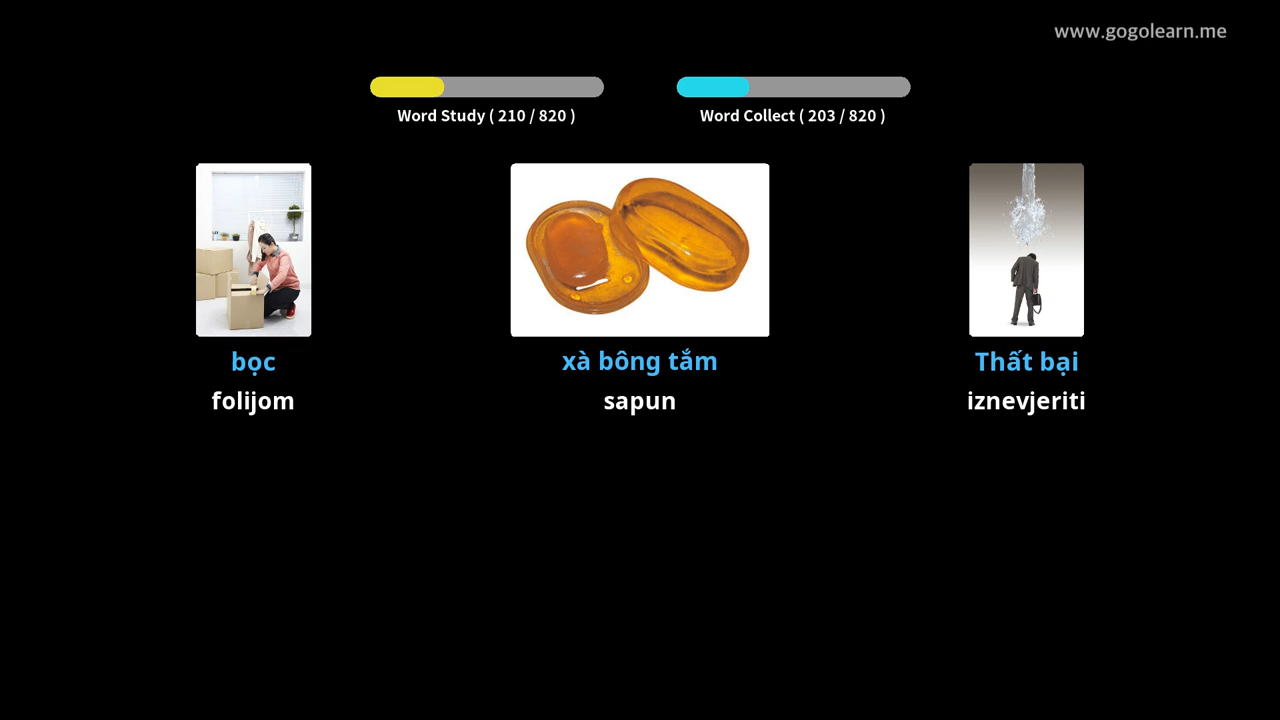 www.gogolearn.me
Word Study ( 210 / 820 )
Word Collect ( 203 / 820 )
bọc
xà bông tắm
Thất bại
folijom
sapun
iznevjeriti